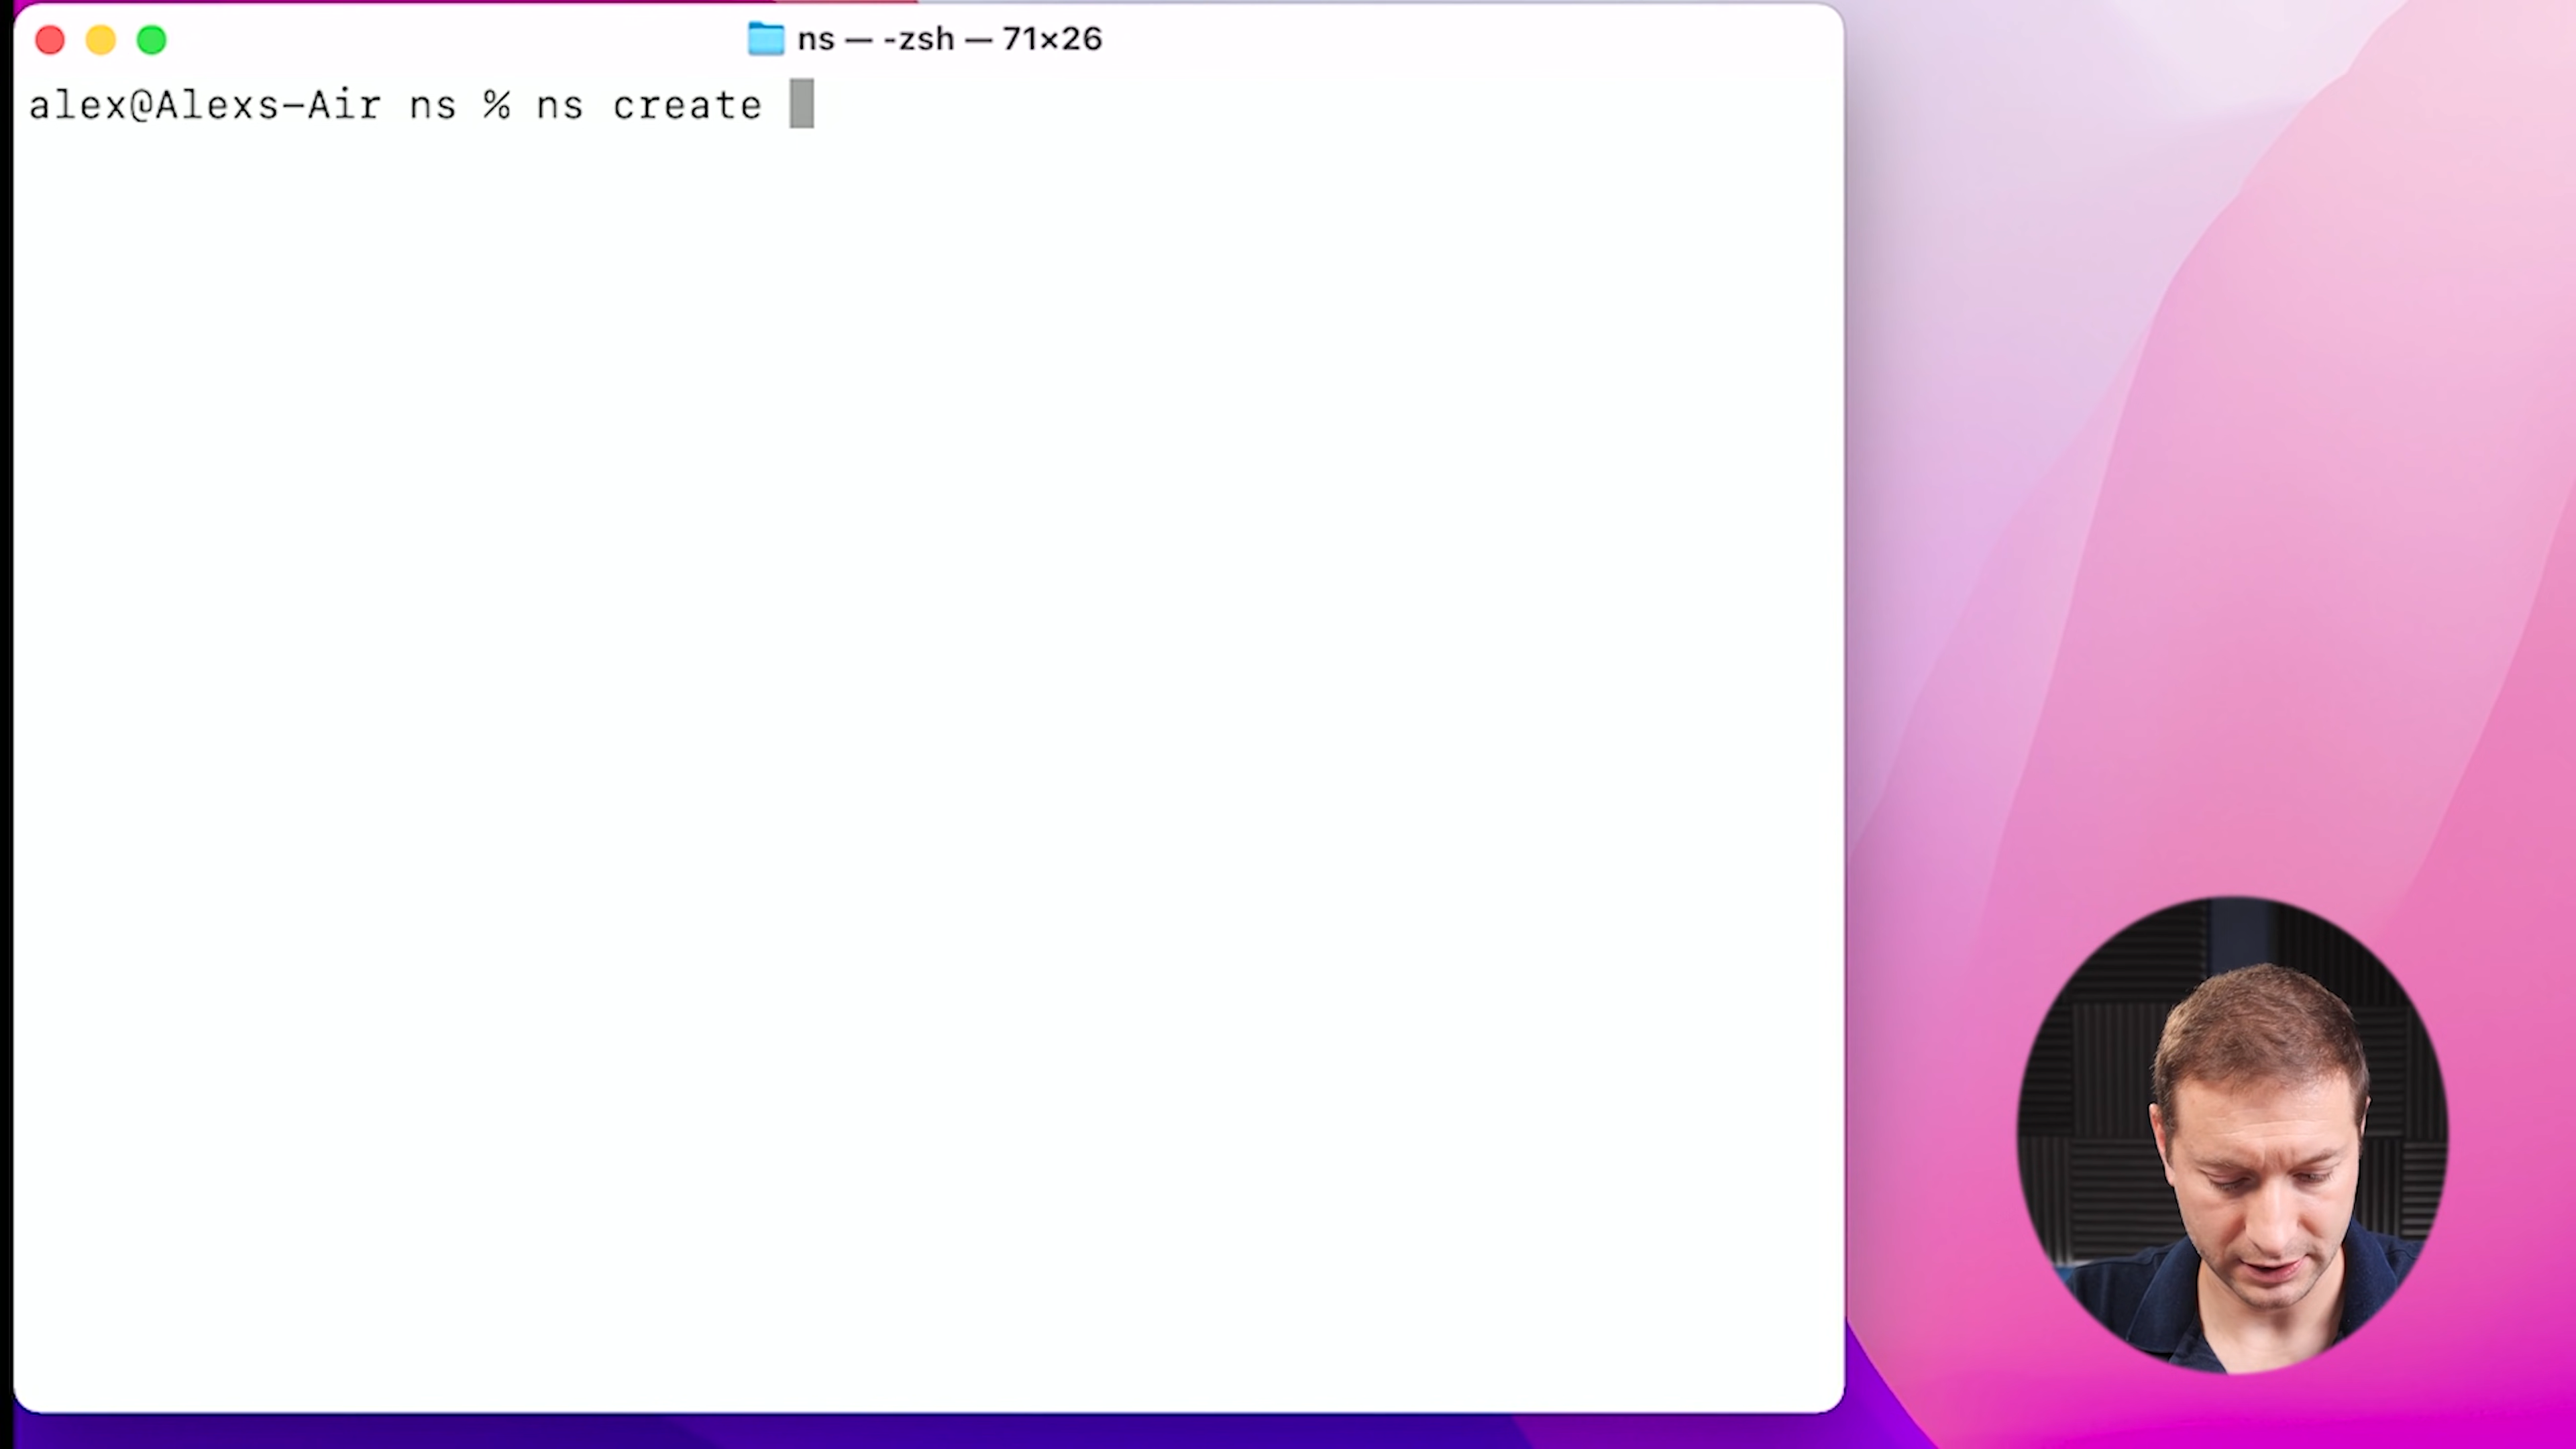 ns — -zsh — 71×26
alex@Alexs-Air ns % ns create